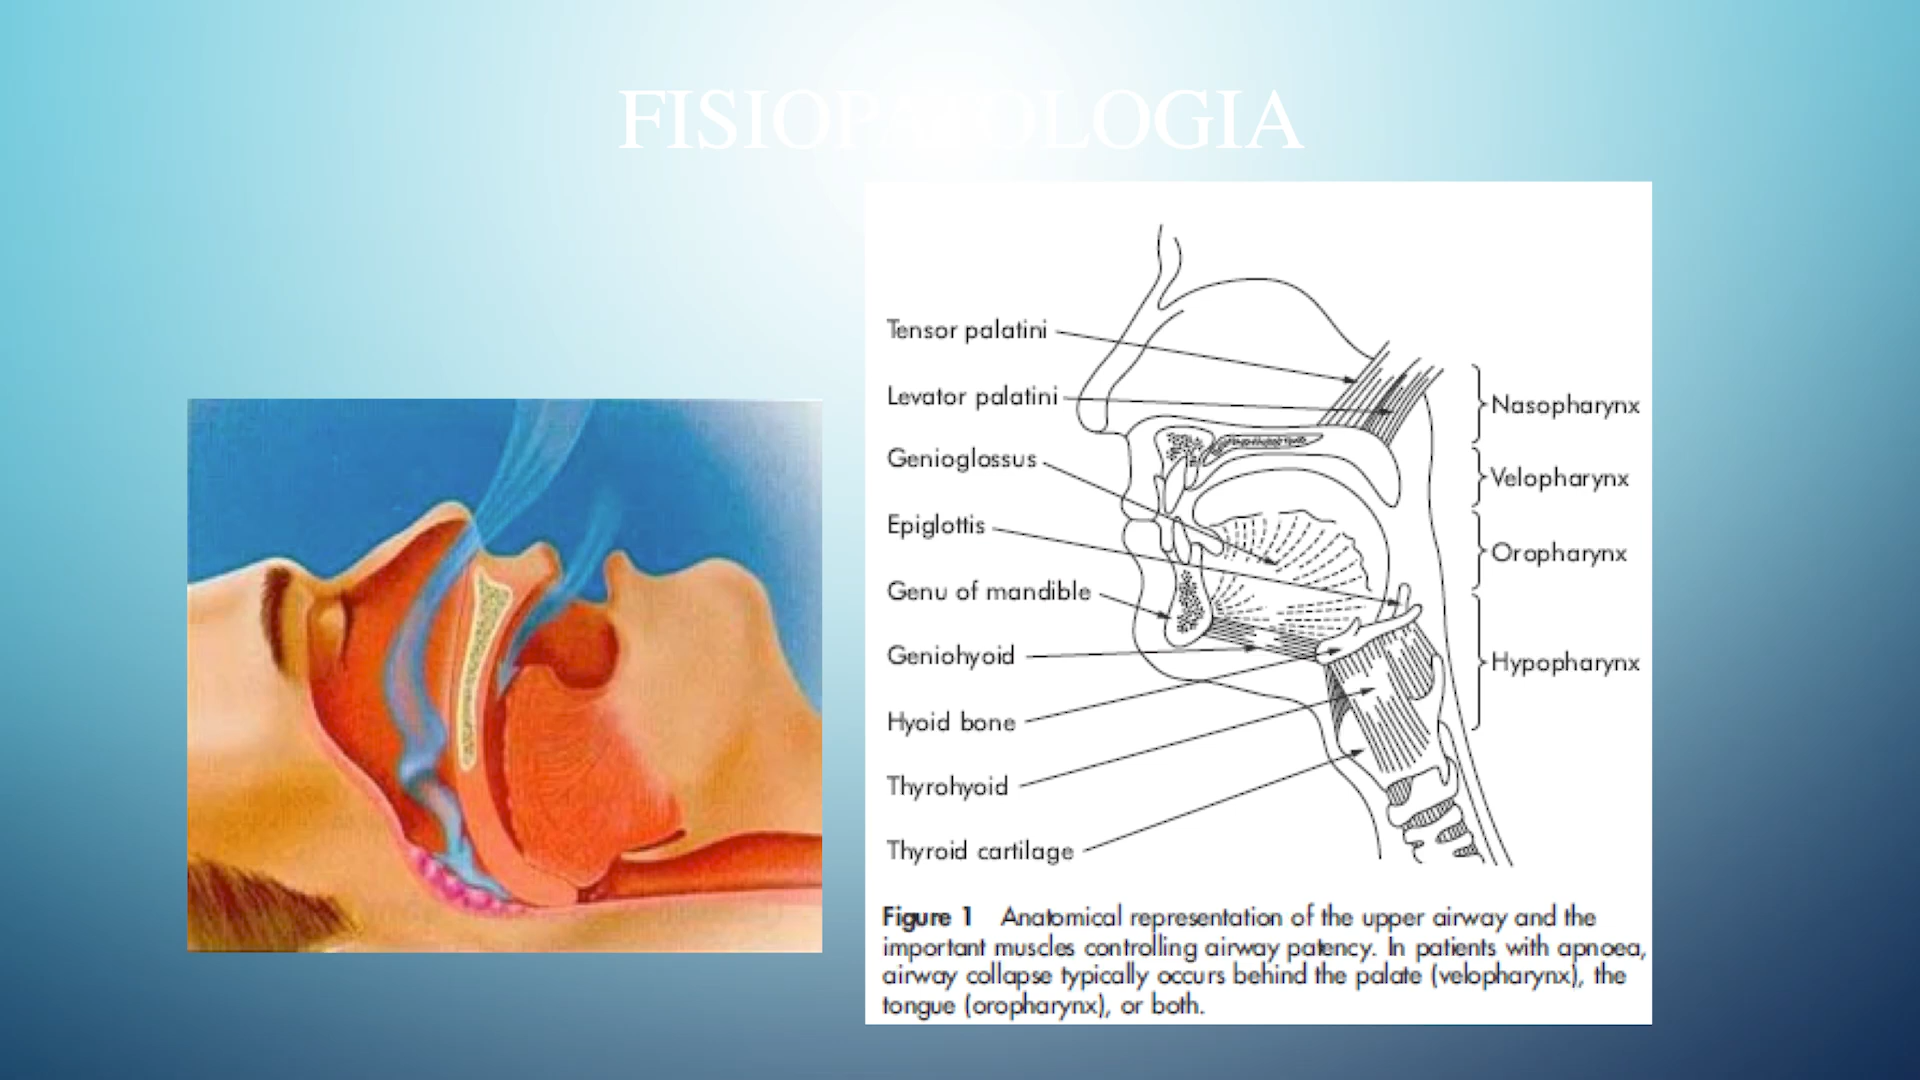 FISIOPATOLOGIA
Tensor palatini
Levator palatini
Genioglossus
Epiglottis
Genu of mandible
Geniohyoid
Hyoid bone
Thyrohyoid
Thyroid cartilage
Nasopharynx
Velopharynx
Oropharynx
Hypopharynx
Figure 1 Anatomical representation of the upper airway and the
important muscles controlling airway patency. In patients with apnoea,
airway collapse typically occurs behind the palate (velopharynx), the
tongue (oropharynx), or both.